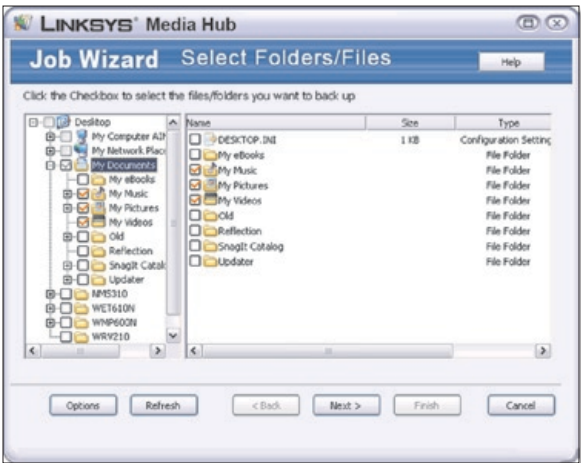 LINKSYS® Media Hub
Job Wizard Select Folders/Files
Help
Click the Checkbox to select the files/folders you want to back up
Desktop
My Computer AIM
My Network Plac
My Documents
My eBooks
My Music
My Pictures
My Videos
Old
Reflection
SnagIt Catal
Updater
NMS310
WET610N
WMP600N
WRV210
Name Size Type
DESKTOP.INI 1 KB Configuration Setting
My eBooks File Folder
My Music File Folder
My Pictures File Folder
My Videos File Folder
Old File Folder
Reflection File Folder
SnagIt Catalog File Folder
Updater File Folder
Options Refresh < Back Next > Finish Cancel